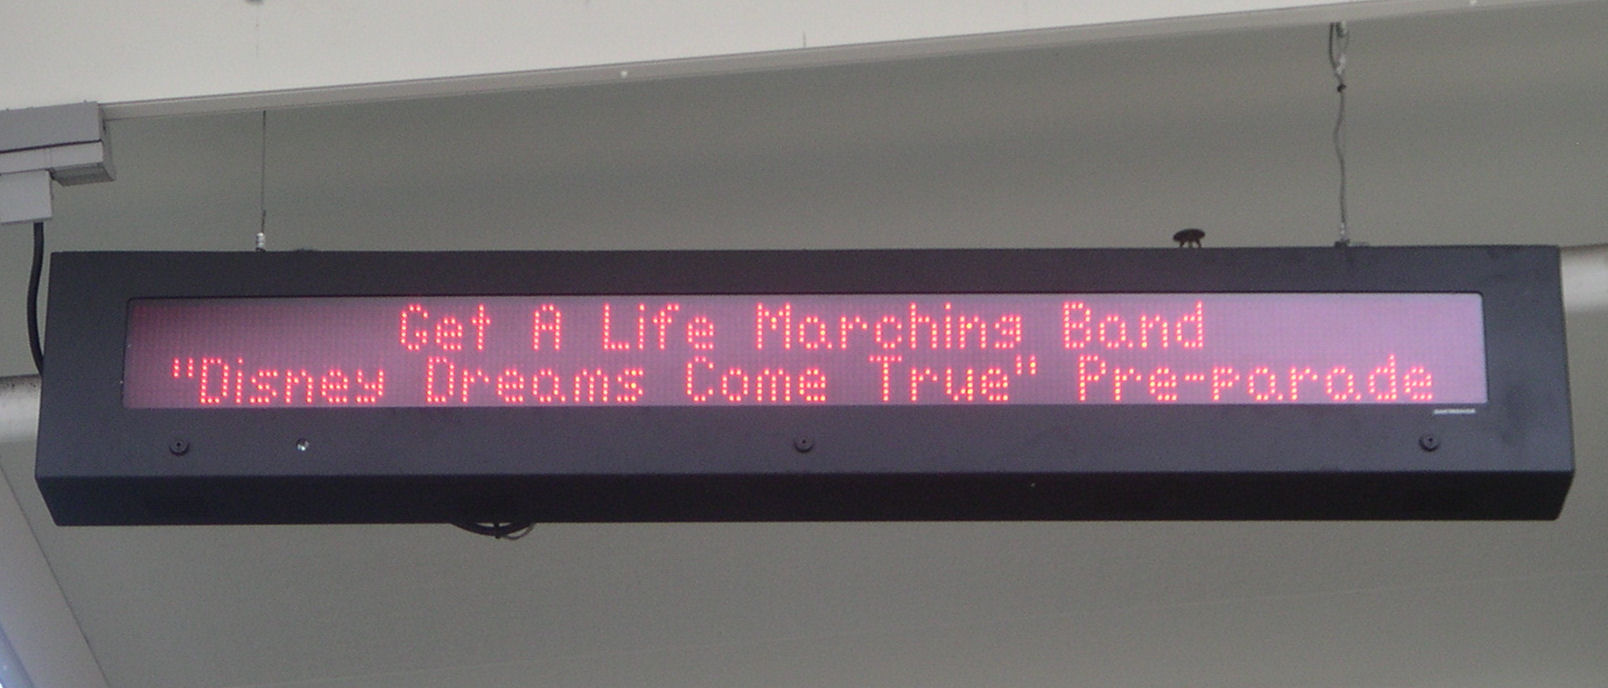 Get A Life Marching Band
"Disney Dreams Come True" Pre-parade